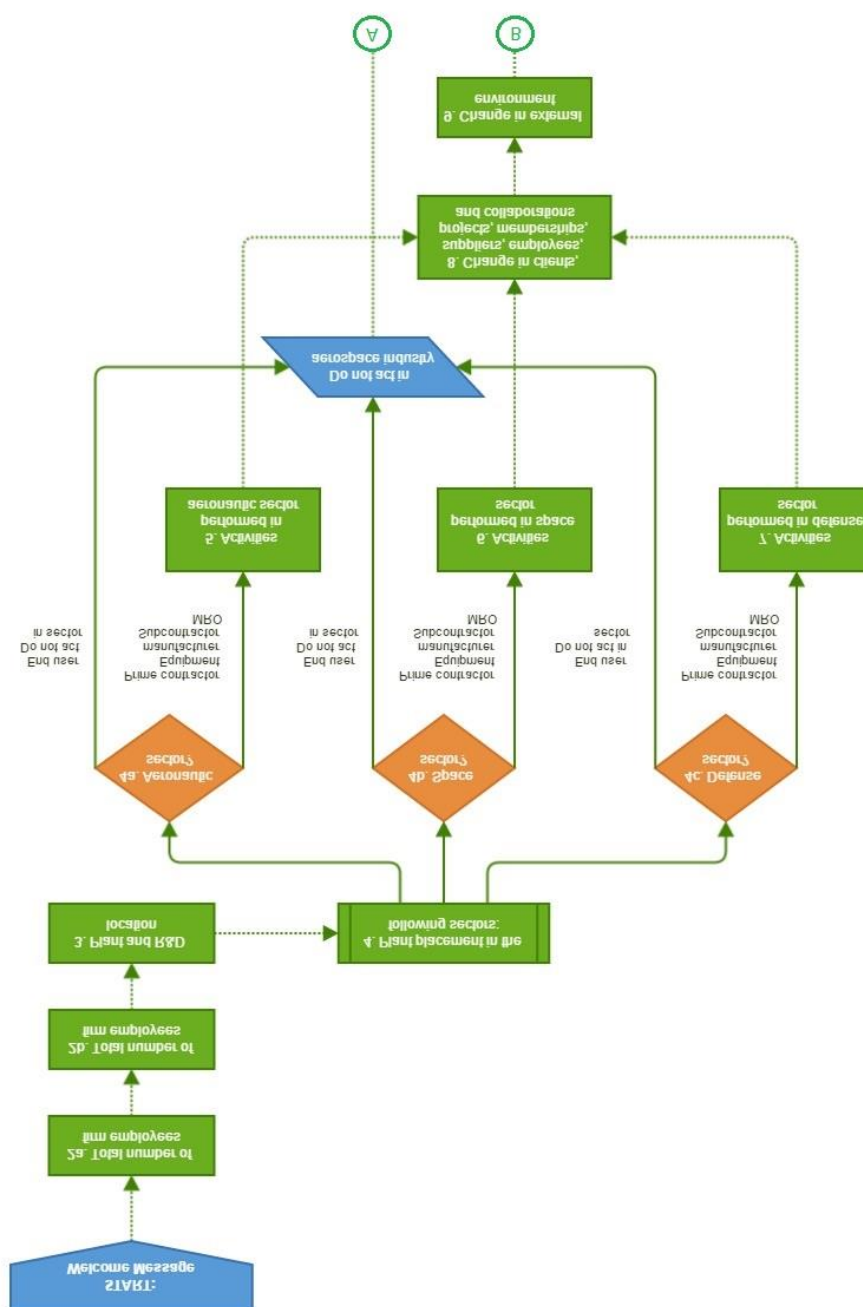 START:
Welcome Message
2a. Total number of
firm employees
2b. Total number of
firm employees
3. Plant and R&D
location
4. Plant placement in the
following sectors:
4a. Aeronautic
sector?
4b. Space
sector?
4c. Defense
sector?
End user
Do not act
in sector
Prime contractor
Equipment
manufacturer
Subcontractor
MRO
End user
Do not act
in sector
Prime contractor
Equipment
manufacturer
Subcontractor
MRO
End user
Do not act in
sector
Prime contractor
Equipment
manufacturer
Subcontractor
MRO
5. Activities
performed in
aeronautic sector
6. Activities
performed in space
sector
7. Activities
performed in defense
sector
Do not act in
aerospace industry
8. Change in clients,
suppliers, employees,
projects, memberships,
and collaborations
9. Change in external
environment
A
B